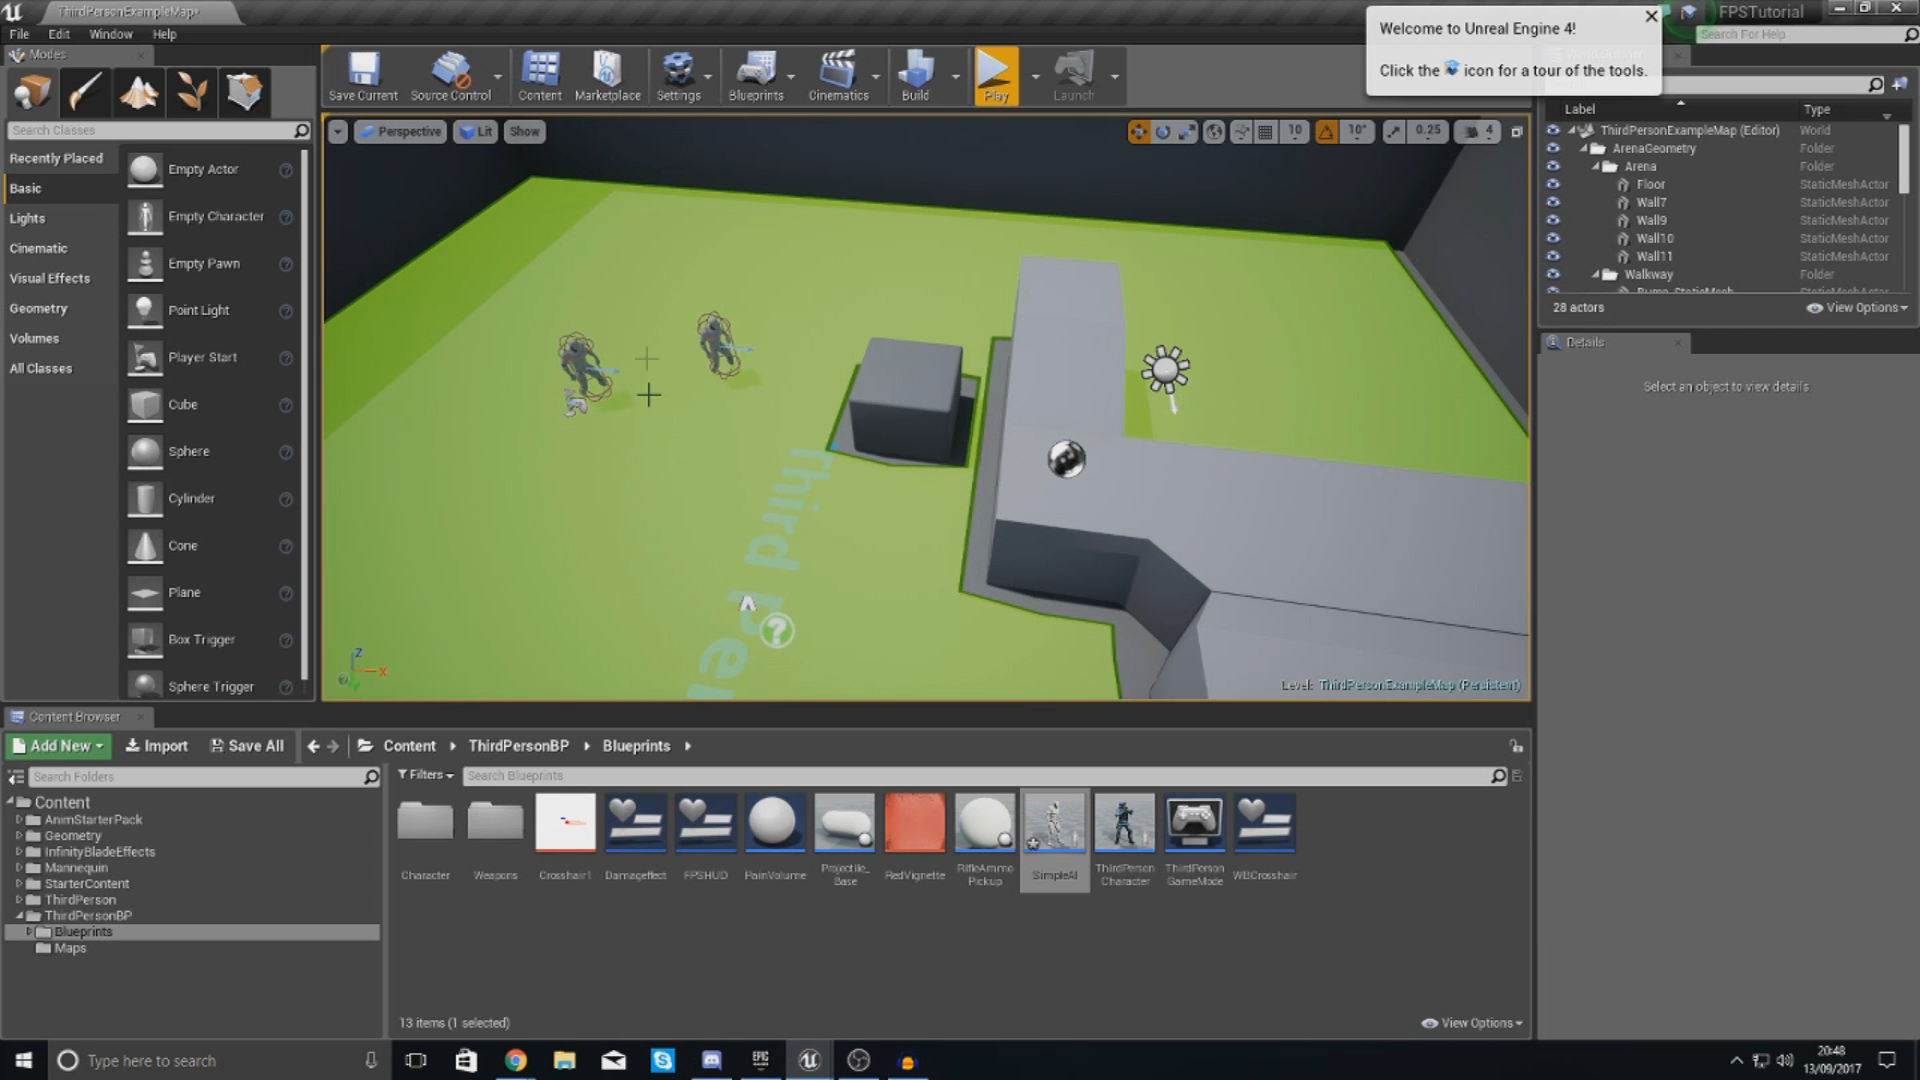 ThirdPersonExampleMap*
FPSTutorial
File Edit Window Help
Search For Help
Modes
Welcome to Unreal Engine 4!
Click the icon for a tour of the tools.
Save Current
Source Control
Content
Marketplace
Settings
Blueprints
Cinematics
Build
Play
Launch
Search Classes
Recently Placed
Basic
Lights
Cinematic
Visual Effects
Geometry
Volumes
All Classes
Empty Actor
Empty Character
Empty Pawn
Point Light
Player Start
Cube
Sphere
Cylinder
Cone
Plane
Box Trigger
Sphere Trigger
Perspective Lit Show
10 10° 0.25 4
Third Per
Z
X
Level: ThirdPersonExampleMap (Persistent)
Label Type
ThirdPersonExampleMap (Editor) World
ArenaGeometry Folder
Arena Folder
Floor StaticMeshActor
Wall7 StaticMeshActor
Wall9 StaticMeshActor
Wall10 StaticMeshActor
Wall11 StaticMeshActor
Walkway Folder
Bump_StaticMesh
28 actors
View Options
Details
Select an object to view details.
Content Browser
Add New Import Save All Content ThirdPersonBP Blueprints
Search Folders
Filters Search Blueprints
Content
AnimStarterPack
Geometry
InfinityBladeEffects
Mannequin
StarterContent
ThirdPerson
ThirdPersonBP
Blueprints
Maps
Character
Weapons
Crosshair1
Dameffect
FPSHUD
PainVolume
Projectile_
Base
RedVignette
RifleAmmo
Pickup
SimpleAI
ThirdPerson
Character
ThirdPerson
GameMode
WBCrosshair
13 items (1 selected)
View Options
Type here to search
EPIC
20:48
13/09/2017